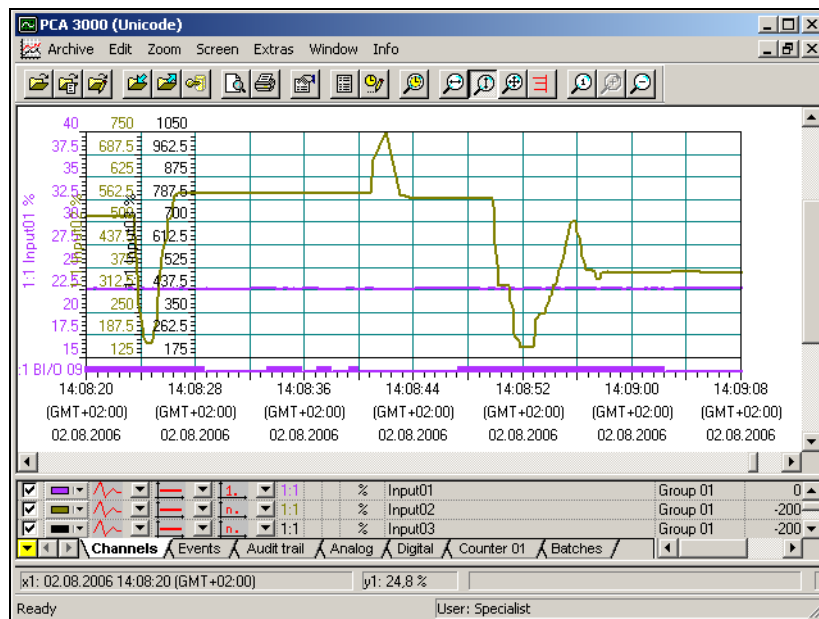 PCA 3000 (Unicode)
Archive Edit Zoom Screen Extras Window Info
40 750 1050
37.5 687.5 962.5
35 625 875
32.5 562.5 787.5
30 500 700
27.5 437.5 612.5
25 375 525
22.5 312.5 437.5
20 250 350
17.5 187.5 262.5
15 125 175
1:1 Input01 %
:1 BI/O 09
14:08:20 14:08:28 14:08:36 14:08:44 14:08:52 14:09:00 14:09:08
(GMT+02:00) (GMT+02:00) (GMT+02:00) (GMT+02:00) (GMT+02:00) (GMT+02:00) (GMT+02:00)
02.08.2006 02.08.2006 02.08.2006 02.08.2006 02.08.2006 02.08.2006 02.08.2006
1. 1:1 % Input01 Group 01 0
n. 1:1 % Input02 Group 01 -200
n. 1:1 % Input03 Group 01 -200
Channels Events Audit trail Analog Digital Counter 01 Batches
x1: 02.08.2006 14:08:20 (GMT+02:00) y1: 24,8 %
Ready User: Specialist